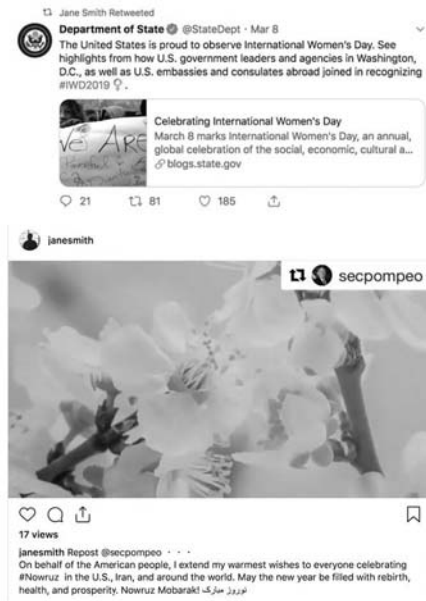 Jane Smith Retweeted
Department of State @StateDept · Mar 8
The United States is proud to observe International Women's Day. See
highlights from how U.S. government leaders and agencies in Washington,
D.C., as well as U.S. embassies and consulates abroad joined in recognizing
#IWD2019 ♀.
We Are
Celebrating International Women's Day
March 8 marks International Women's Day, an annual,
global celebration of the social, economic, cultural a...
blogs.state.gov
21 81 185
janesmith
secpompeo
17 views
janesmith Repost @secpompeo · · ·
On behalf of the American people, I extend my warmest wishes to everyone celebrating
#Nowruz in the U.S., Iran, and around the world. May the new year be filled with rebirth,
health, and prosperity. Nowruz Mobarak! نوروز مبارک